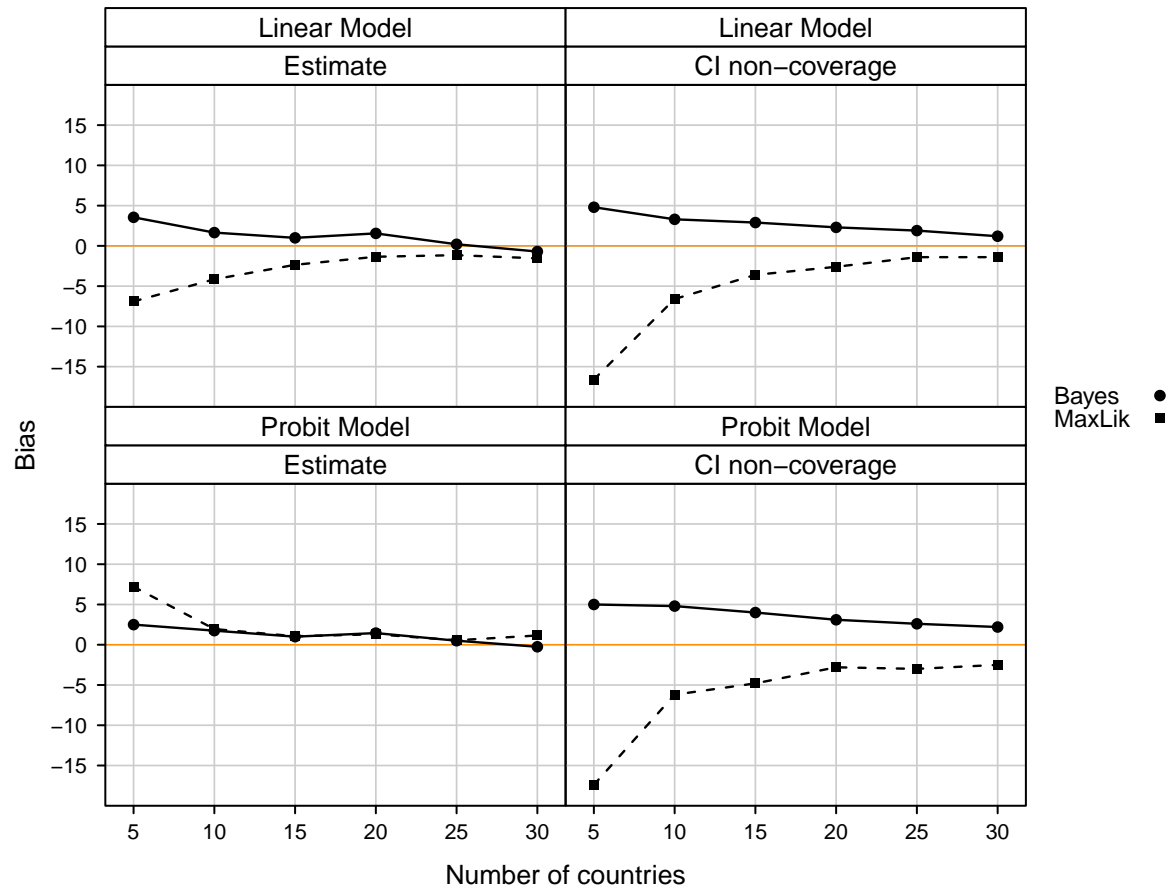 Linear Model Linear Model
Estimate CI non−coverage
15
10
5
0
−5
−10
−15
Bias
Probit Model Probit Model
Estimate CI non−coverage
15
10
5
0
−5
−10
−15
5 10 15 20 25 30 5 10 15 20 25 30
Number of countries
Bayes
MaxLik